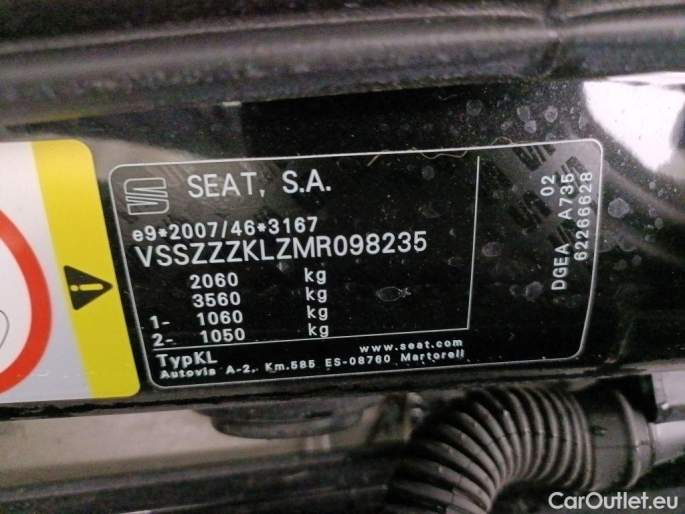 SEAT, S.A.
e9*2007/46*3167
VSSZZZKLZMR098235
2060 kg
3560 kg
1- 1060 kg
2- 1050 kg
TypKL
www.seat.com
Autovia A-2, Km.585 ES-08760 Martorell
DGEA A735 02
62266628
CarOutlet.eu